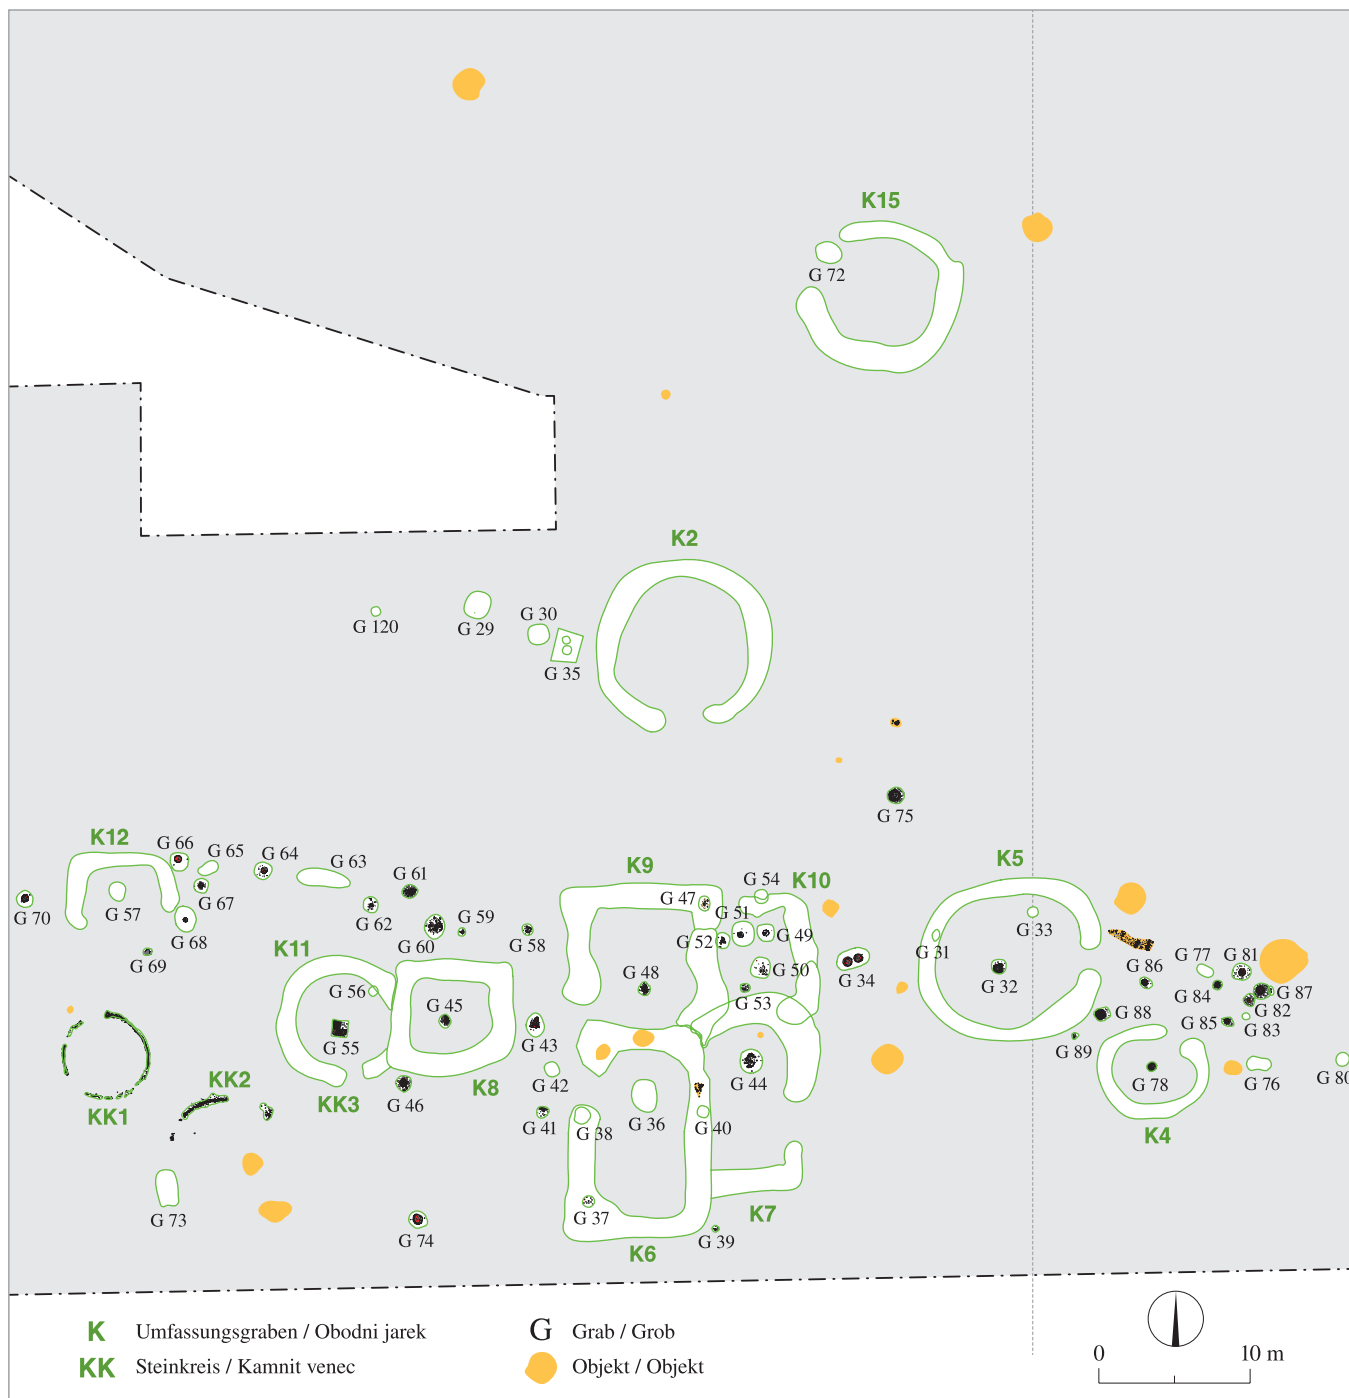 K15
G 72
K2
G 30
G 120
G 29
G 35
G 75
K12
G 66
G 65
G 64
G 63
G 61
K9
G 54
K10
K5
G 70
G 57
G 67
G 62
G 59
G 47
G 51
G 33
G 68
G 60
G 58
G 52
G 49
G 31
G 69
K11
G 50
G 34
G 86
G 77
G 81
G 56
G 48
G 53
G 32
G 84
G 87
G 45
G 88
G 82
G 55
G 43
G 85
G 83
G 89
KK1
KK2
KK3
G 46
K8
G 42
G 44
G 78
G 76
G 80
G 41
G 38
G 36
G 40
K4
G 73
G 74
G 37
K6
G 39
K7
K Umfassungsgraben / Obodni jarek
KK Steinkreis / Kamnit venec
G Grab / Grob
Objekt / Objekt
0 10 m